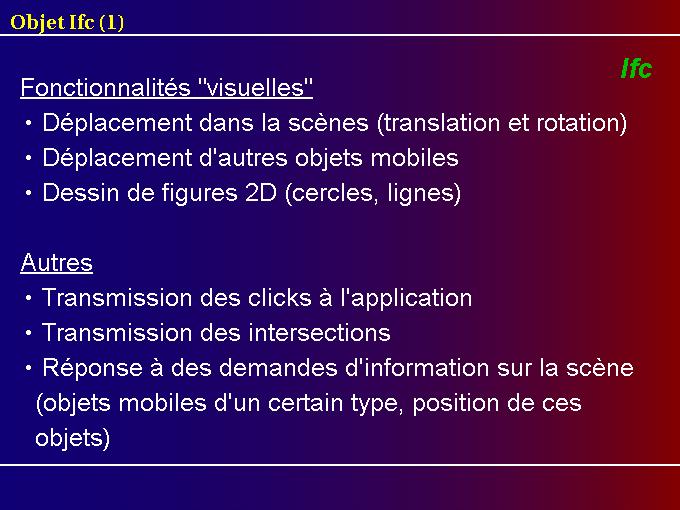 Objet Ifc (1)
Ifc
Fonctionnalités "visuelles"
• Déplacement dans la scènes (translation et rotation)
• Déplacement d'autres objets mobiles
• Dessin de figures 2D (cercles, lignes)
Autres
• Transmission des clicks à l'application
• Transmission des intersections
• Réponse à des demandes d'information sur la scène
(objets mobiles d'un certain type, position de ces
objets)